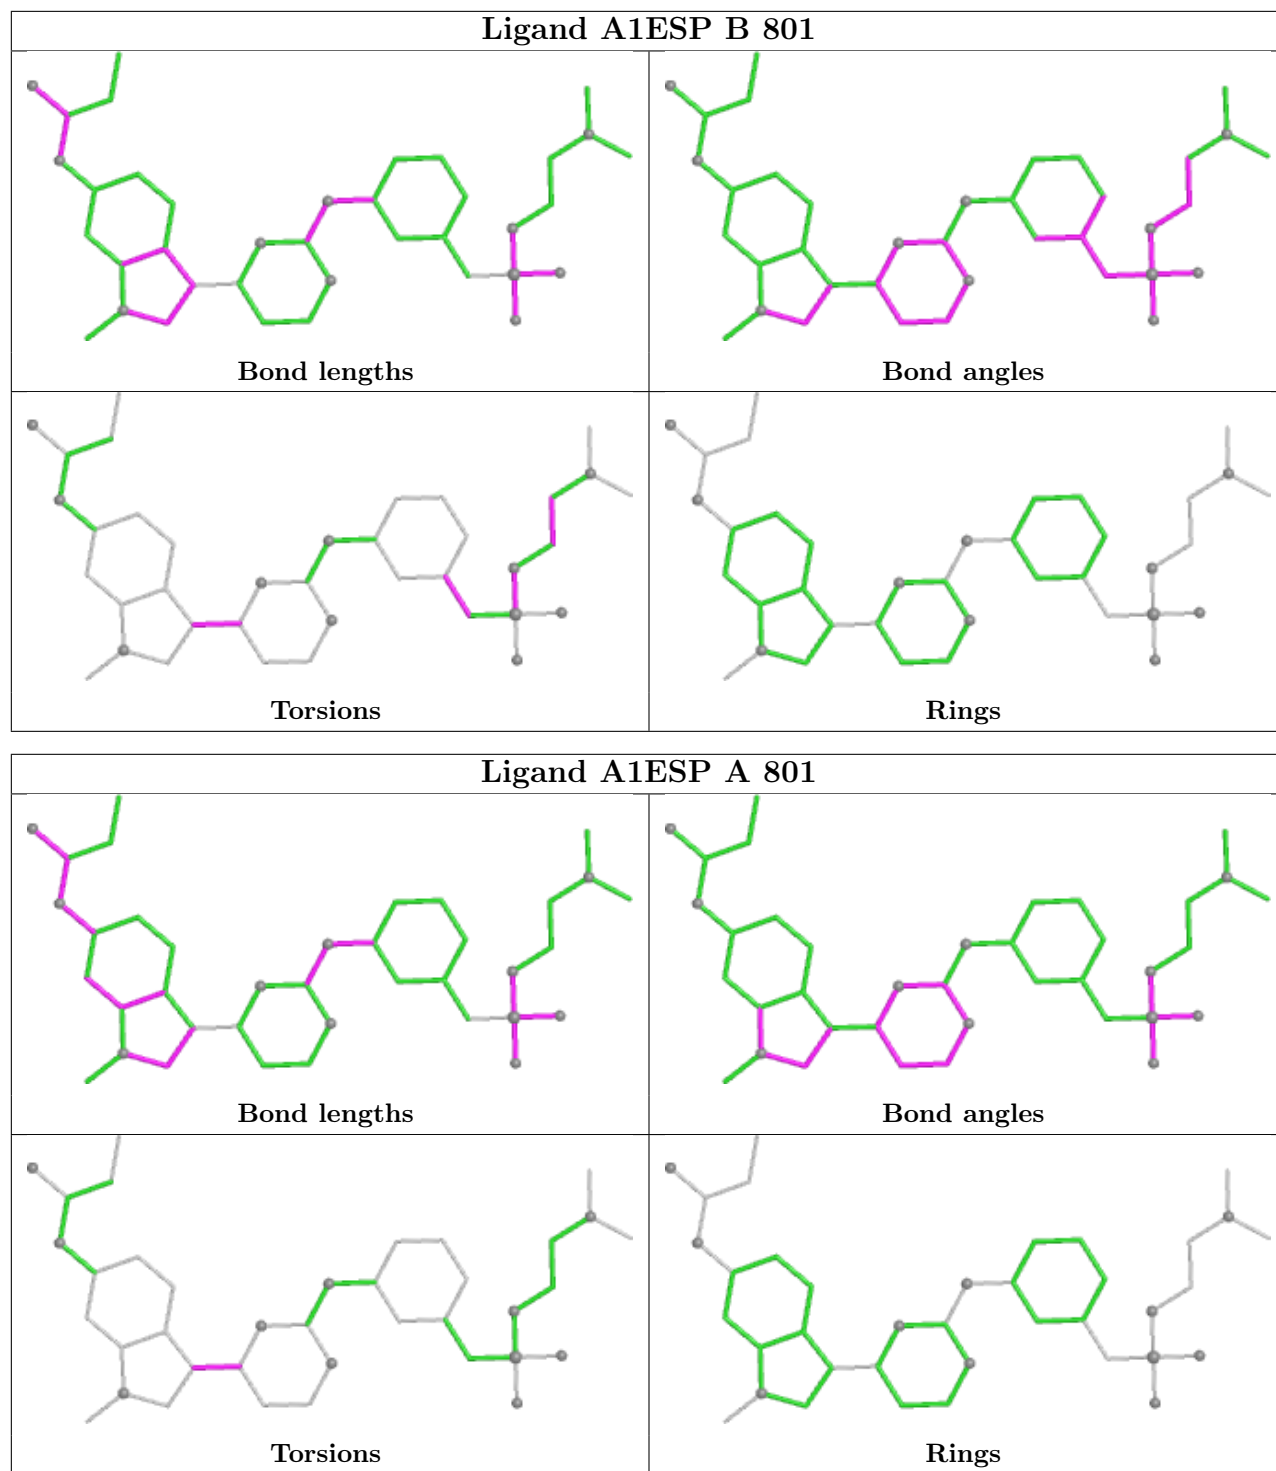 Ligand A1ESP B 801
Bond lengths
Bond angles
Torsions
Rings
Ligand A1ESP A 801
Bond lengths
Bond angles
Torsions
Rings